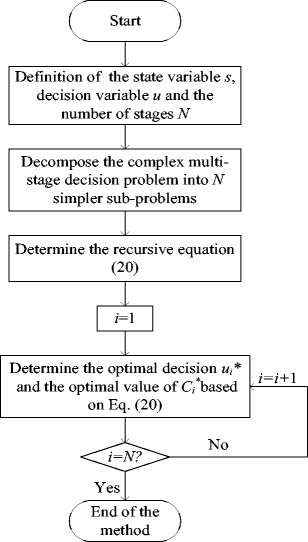 Start
Definition of the state variable s,
decision variable u and the
number of stages N
Decompose the complex multi-
stage decision problem into N
simpler sub-problems
Determine the recursive equation
(20)
i=1
Determine the optimal decision ui*
and the optimal value of Ci*based
on Eq. (20)
i=i+1
i=N?
No
Yes
End of the
method